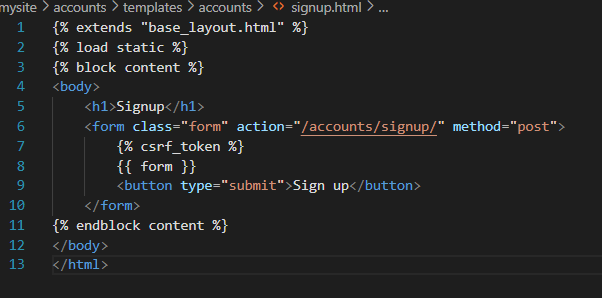 mysite > accounts > templates > accounts > <> signup.html > ...
1 {% extends "base_layout.html" %}
2 {% load static %}
3 {% block content %}
4 <body>
5 <h1>Signup</h1>
6 <form class="form" action="/accounts/signup/" method="post">
7 {% csrf_token %}
8 {{ form }}
9 <button type="submit">Sign up</button>
10 </form>
11 {% endblock content %}
12 </body>
13 </html>